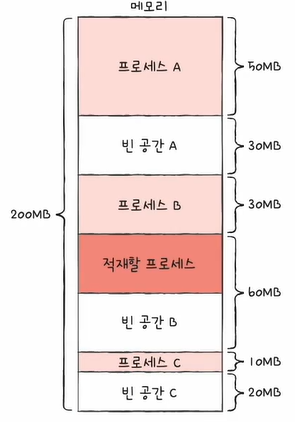 메모리
프로세스 A
50MB
빈 공간 A
30MB
200MB
프로세스 B
30MB
적재할 프로세스
60MB
빈 공간 B
프로세스 C
10MB
빈 공간 C
20MB